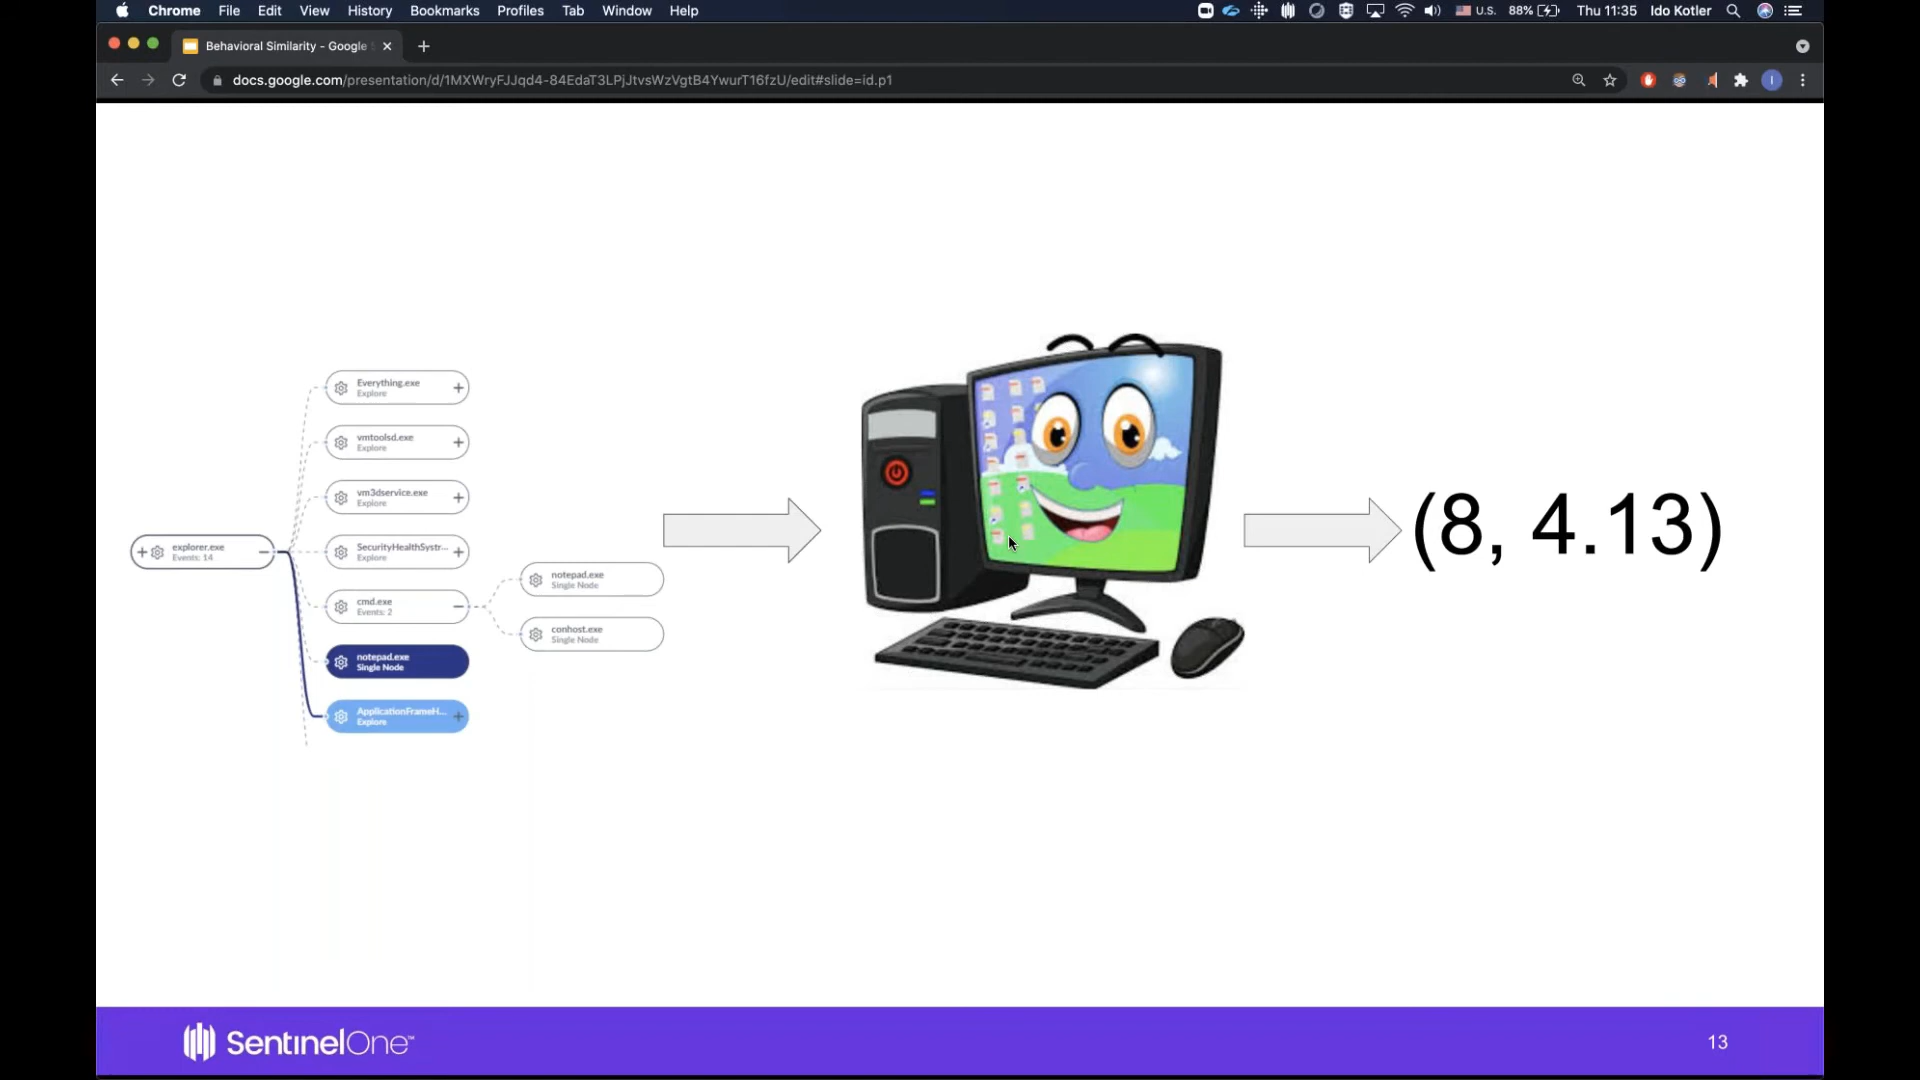 Chrome File Edit View History Bookmarks Profiles Tab Window Help U.S. 88% Thu 11:35 Ido Kotler
Behavioral Similarity - Google
docs.google.com/presentation/d/1MXWryFJJqd4-84EdaT3LPjJtvsWzVgtB4YwurT16fzU/edit#slide=id.p1
Everything.exe
Explore
vmtoolsd.exe
Explore
vm3dservice.exe
Explore
explorer.exe
Events: 14
SecurityHealthSystr...
Explore
cmd.exe
Events: 2
notepad.exe
Single Node
conhost.exe
Single Node
notepad.exe
Single Node
ApplicationFrameH...
Explore
(8, 4.13)
SentinelOne™
13